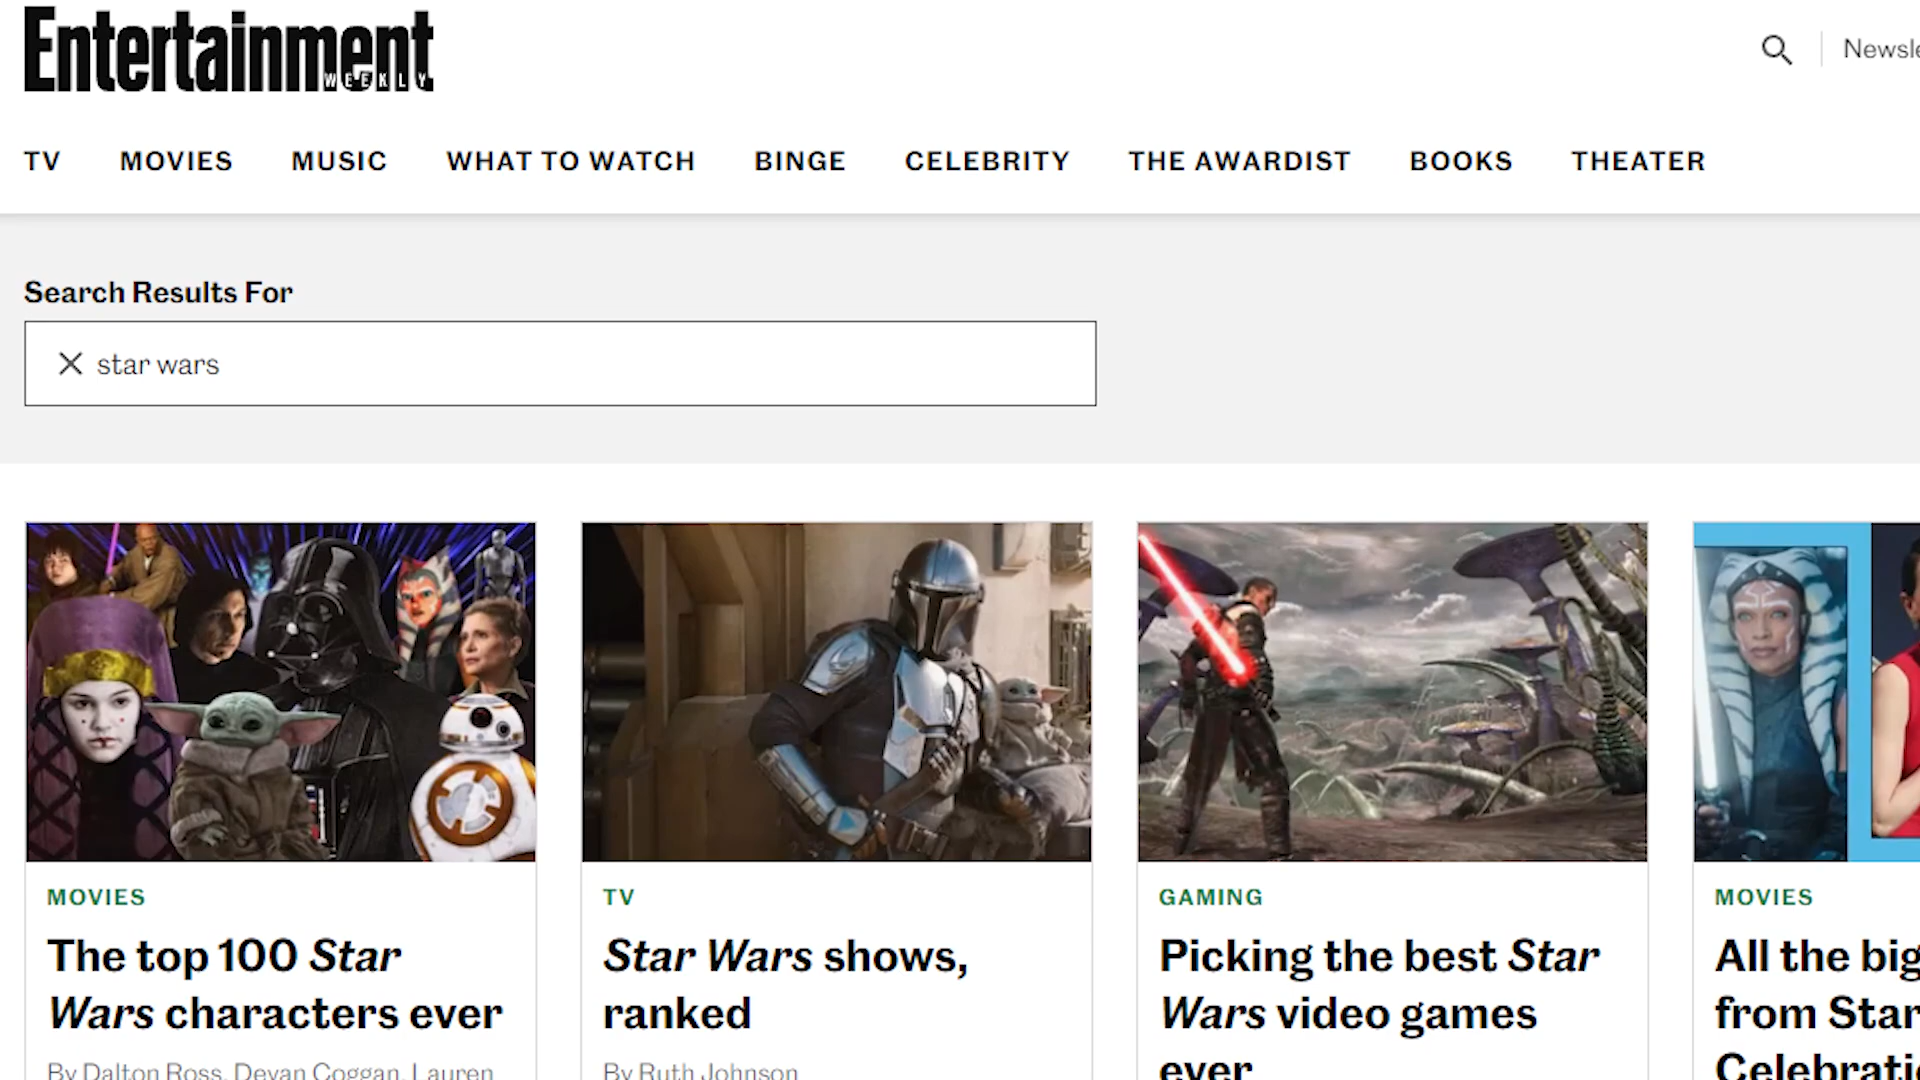 Entertainment
WEEKLY
Newsle
TV MOVIES MUSIC WHAT TO WATCH BINGE CELEBRITY THE AWARDIST BOOKS THEATER
Search Results For
star wars
MOVIES
The top 100 Star
Wars characters ever
By Dalton Ross, Devan Coggan, Lauren
TV
Star Wars shows,
ranked
By Ruth Johnson
GAMING
Picking the best Star
Wars video games
ever
MOVIES
All the big
from Star
Celebrati